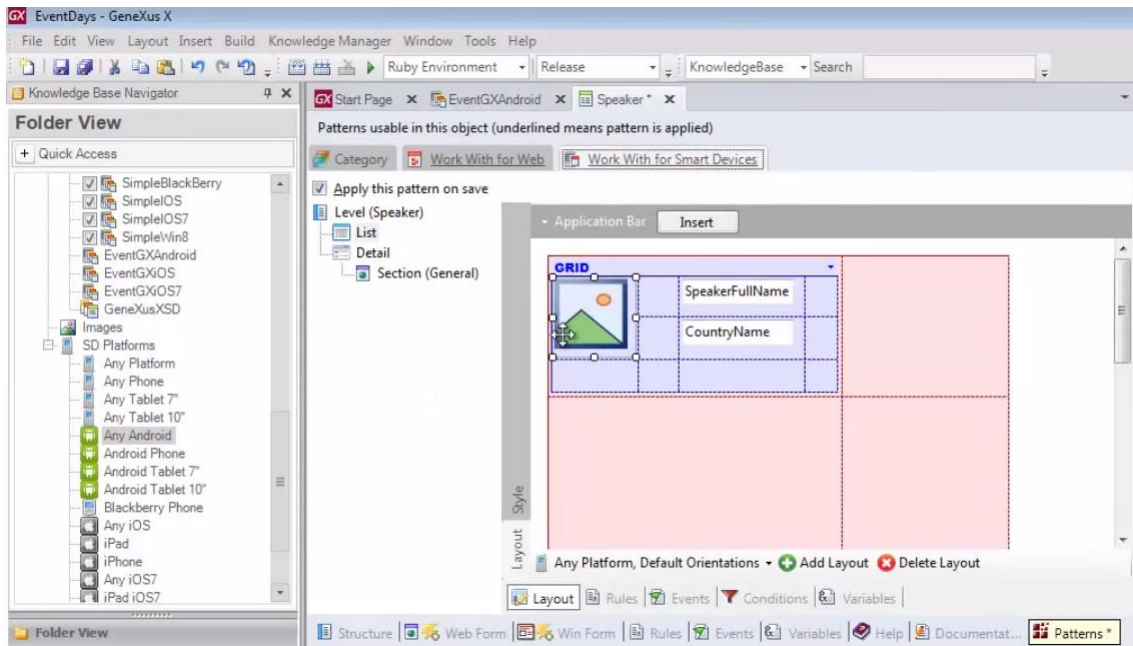 GX EventDays - GeneXus X
File Edit View Layout Insert Build Knowledge Manager Window Tools Help
Ruby Environment Release KnowledgeBase Search
Knowledge Base Navigator
Folder View
+ Quick Access
SimpleBlackBerry
SimpleIOS
SimpleIOS7
SimpleWin8
EventGXAndroid
EventGXiOS
EventGXiOS7
GeneXusXSD
Images
SD Platforms
Any Platform
Any Phone
Any Tablet 7"
Any Tablet 10"
Any Android
Android Phone
Android Tablet 7"
Android Tablet 10"
Blackberry Phone
Any iOS
iPad
iPhone
Any iOS7
iPad iOS7
Folder View
GX Start Page EventGXAndroid Speaker *
Patterns usable in this object (underlined means pattern is applied)
Category Work With for Web Work With for Smart Devices
Apply this pattern on save
Level (Speaker)
List
Detail
Section (General)
Application Bar Insert
GRID
SpeakerFullName
CountryName
Style
Layout
Any Platform, Default Orientations Add Layout Delete Layout
Layout Rules Events Conditions Variables
Structure Web Form Win Form Rules Events Variables Help Documentat... Patterns *